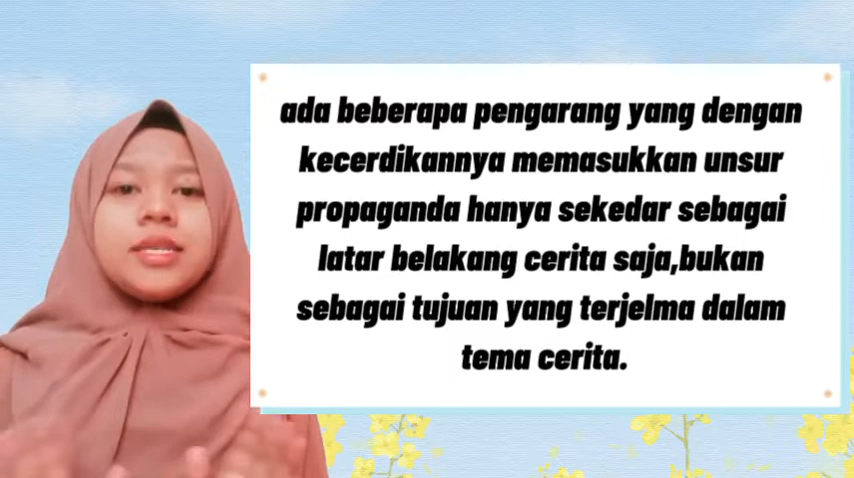 ada beberapa pengarang yang dengan
kecerdikannya memasukkan unsur
propaganda hanya sekedar sebagai
latar belakang cerita saja,bukan
sebagai tujuan yang terjelma dalam
tema cerita.